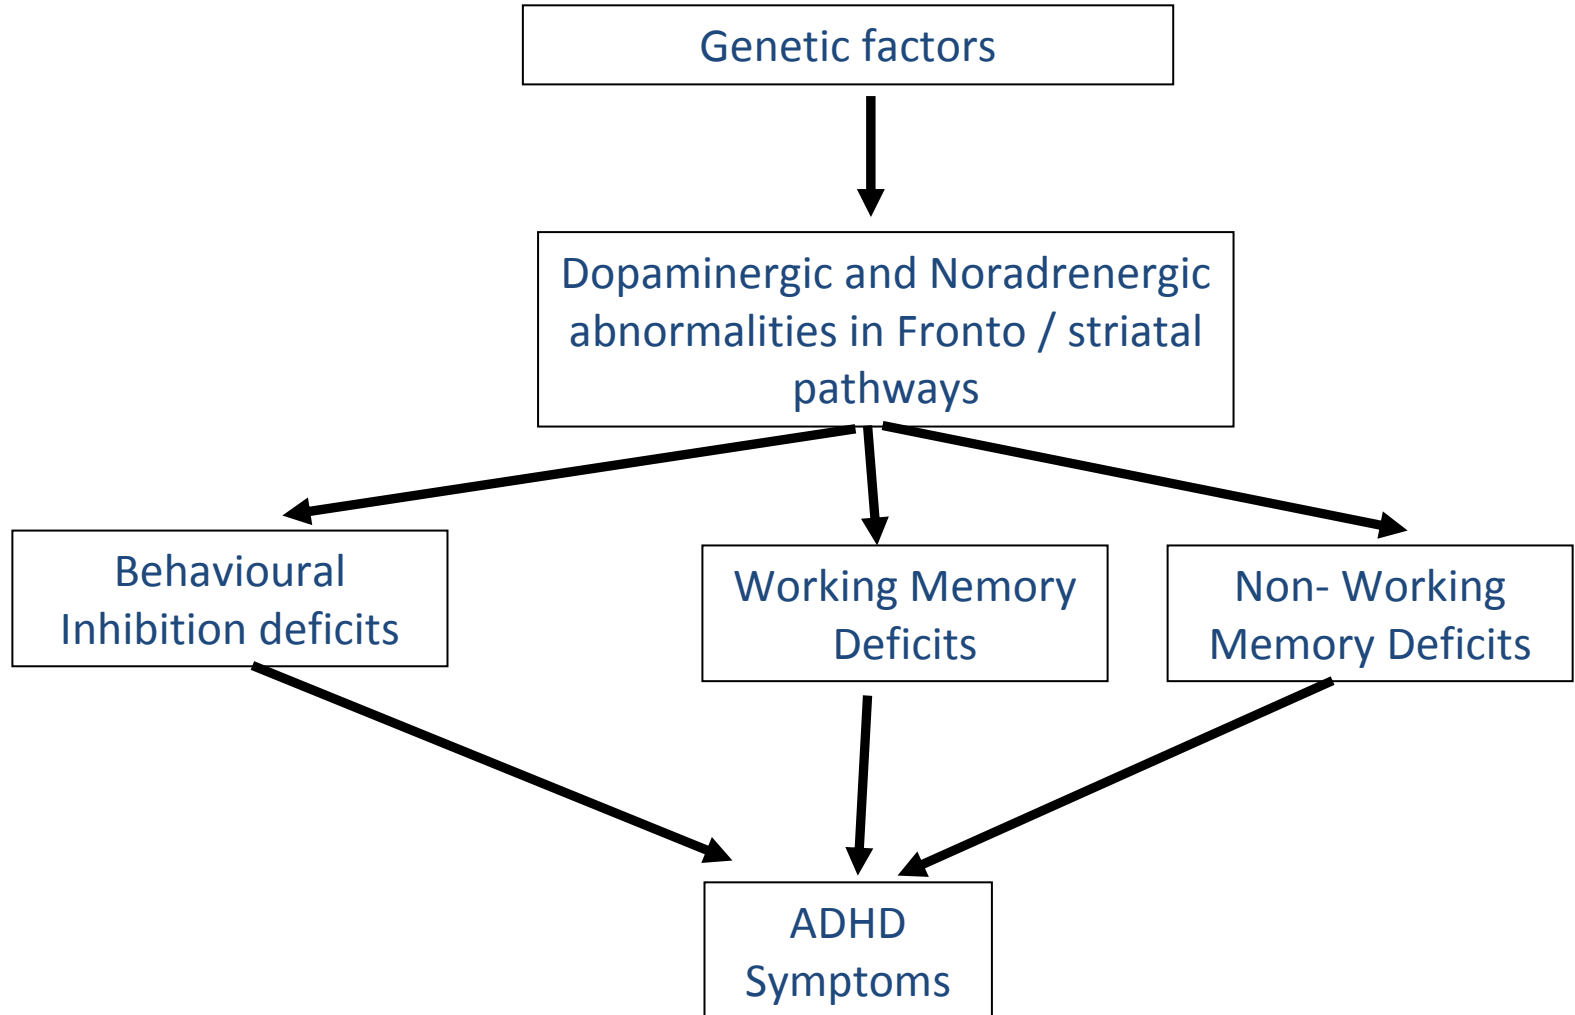 Genetic factors
Dopaminergic and Noradrenergic
abnormalities in Fronto / striatal
pathways
Behavioural
Inhibition deficits
Working Memory
Deficits
Non- Working
Memory Deficits
ADHD
Symptoms